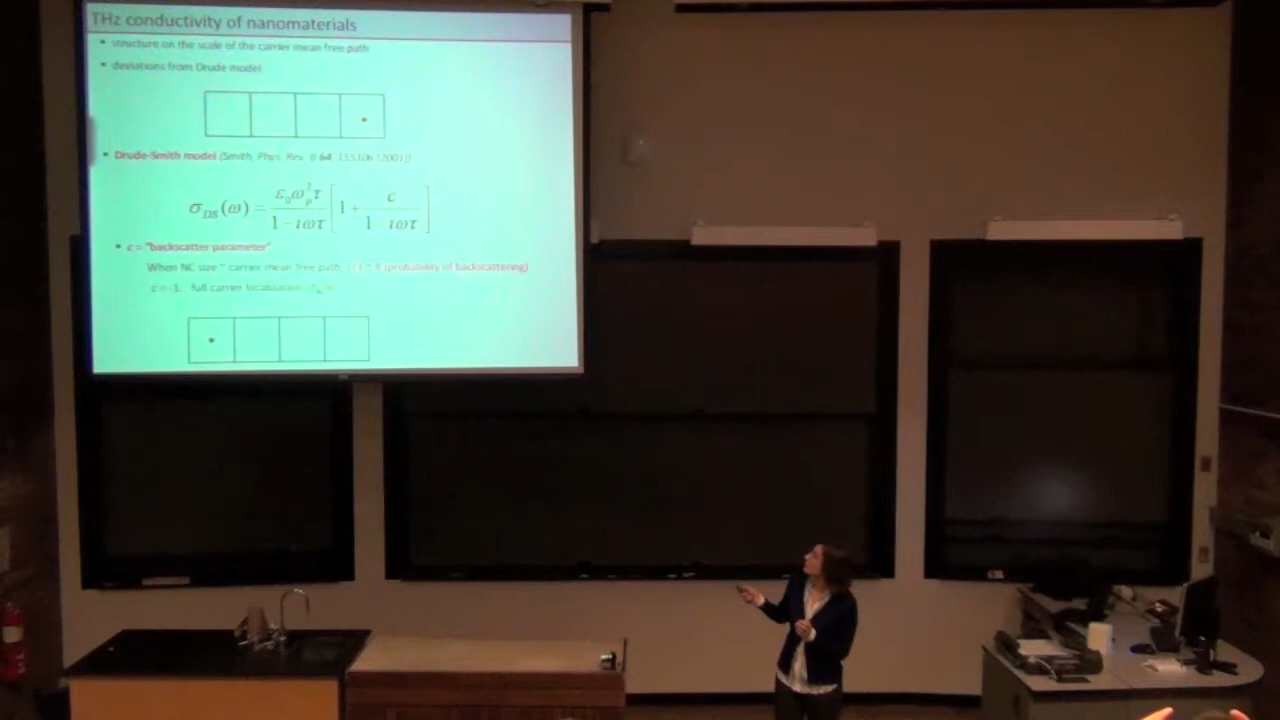 THz conductivity of nanomaterials
• structure on the scale of the carrier mean free path
• deviations from Drude model
• Drude-Smith model (Smith, Phys. Rev. B 64, 155106 (2001))
σ_DS(ω) = ε₀ω_p²τ / (1 - iωτ) [1 + c / (1 - iωτ)]
• c = "backscatter parameter"
When NC size ~ carrier mean free path, |c| ~ R (probability of backscattering)
c = -1: full carrier localization